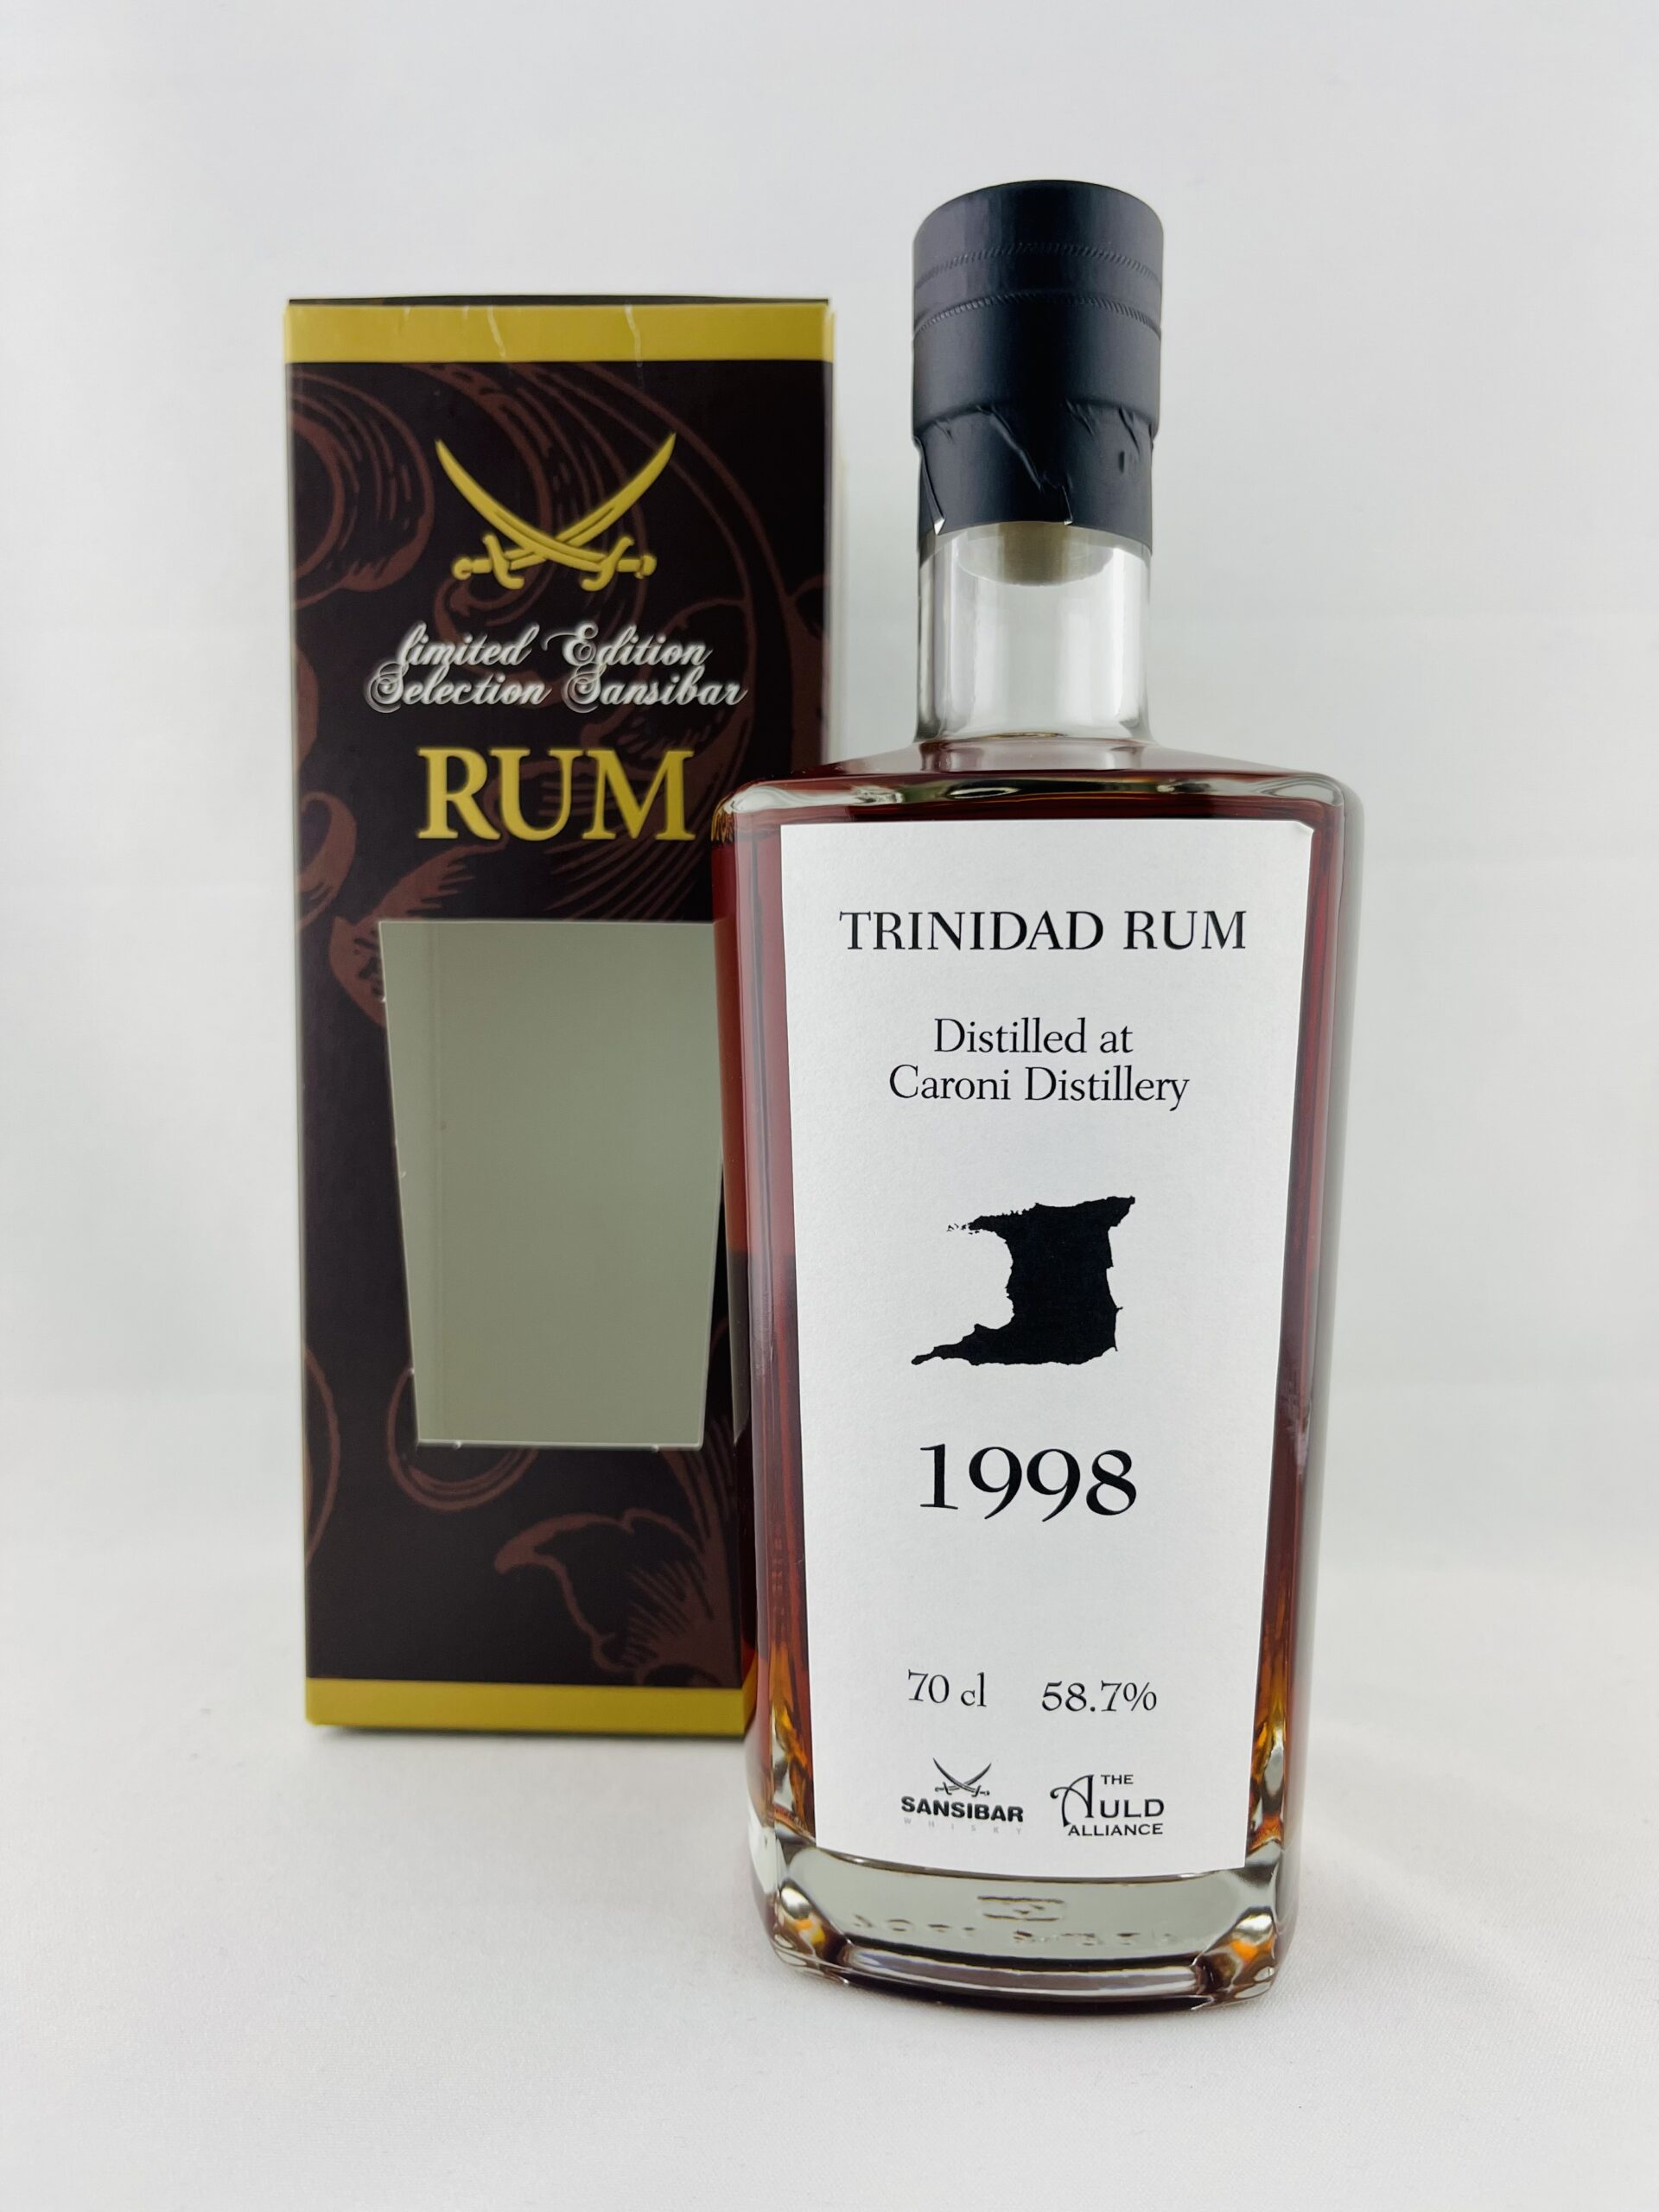 limited Edition
Selection Sansibar
RUM
TRINIDAD RUM
Distilled at
Caroni Distillery
1998
70 cl 58.7%
SANSIBAR
WHISKY
THE
AULD
ALLIANCE